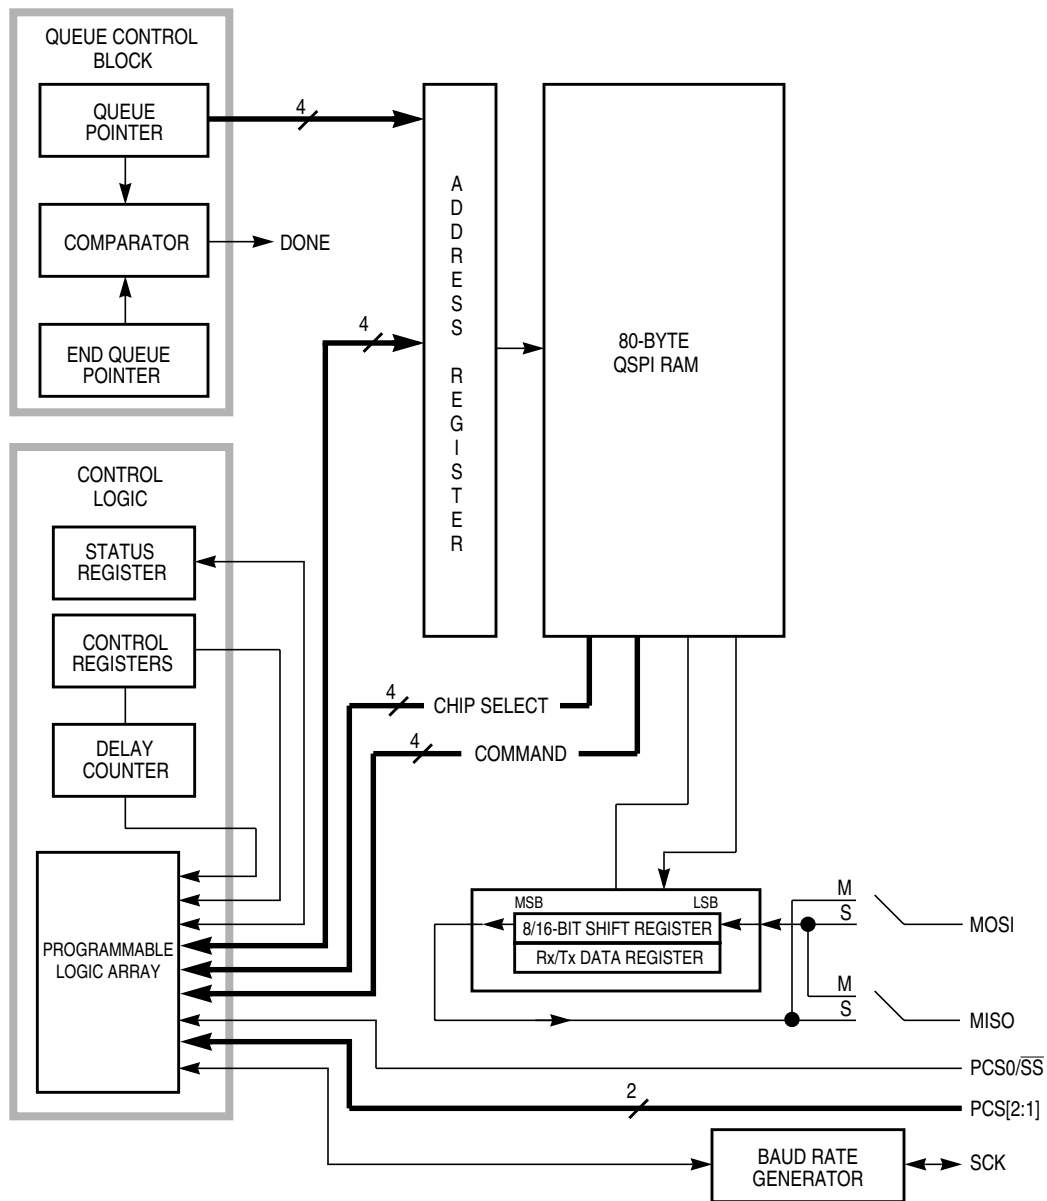 QUEUE CONTROL
BLOCK
QUEUE
POINTER
4
COMPARATOR
DONE
END QUEUE
POINTER
4
ADDRESS REGISTER
80-BYTE
QSPI RAM
CONTROL
LOGIC
STATUS
REGISTER
CONTROL
REGISTERS
DELAY
COUNTER
4
CHIP SELECT
4
COMMAND
PROGRAMMABLE
LOGIC ARRAY
MSB
LSB
8/16-BIT SHIFT REGISTER
Rx/Tx DATA REGISTER
M
S
MOSI
M
S
MISO
PCS0/S̅S̅
2
PCS[2:1]
BAUD RATE
GENERATOR
SCK